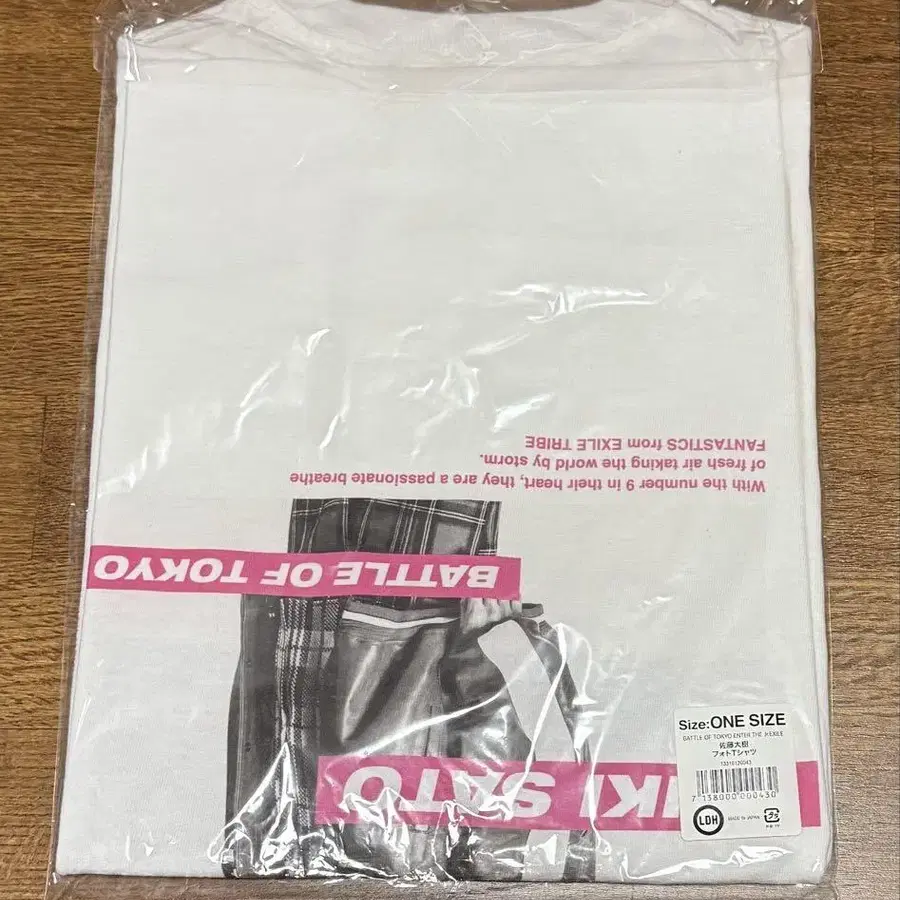 With the number 9 in their heart, they are a passionate breathe
of fresh air taking the world by storm.
FANTASTICS from EXILE TRIBE
BATTLE OF TOKYO
IKI SATO
Size:ONE SIZE
BATTLE OF TOKYO ENTER THE Jr.EXILE
佐藤大樹
フォトTシャツ
7138000000430
LDH
MADE IN JAPAN